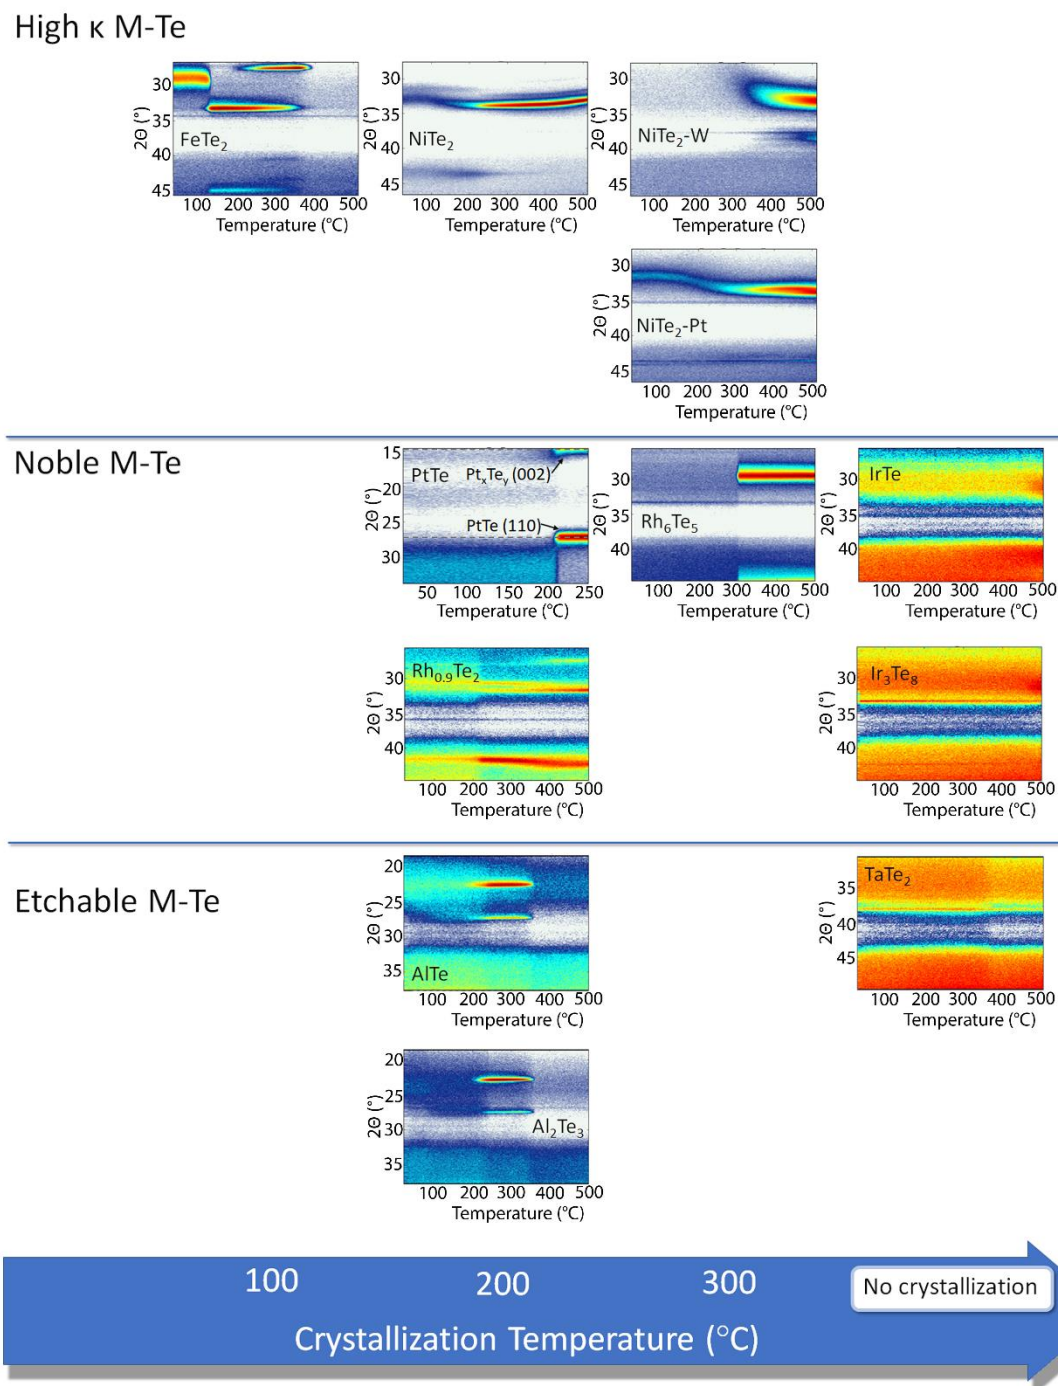 High κ M-Te
30
35
40
45
2Θ (°)
FeTe₂
100 200 300 400 500
Temperature (°C)
30
35
40
45
2Θ (°)
NiTe₂
100 200 300 400 500
Temperature (°C)
30
35
40
45
2Θ (°)
NiTe₂-W
100 200 300 400 500
Temperature (°C)
30
35
40
45
2Θ (°)
NiTe₂-Pt
100 200 300 400 500
Temperature (°C)
Noble M-Te
15
20
25
30
2Θ (°)
PtTe
PtₓTeᵧ (002)
PtTe (110)
50 100 150 200 250
Temperature (°C)
30
35
40
2Θ (°)
Rh₆Te₅
100 200 300 400 500
Temperature (°C)
30
35
40
2Θ (°)
IrTe
100 200 300 400 500
Temperature (°C)
30
35
40
2Θ (°)
Rh₀.₉Te₂
100 200 300 400 500
Temperature (°C)
30
35
40
2Θ (°)
Ir₃Te₈
100 200 300 400 500
Temperature (°C)
Etchable M-Te
20
25
30
35
2Θ (°)
AlTe
100 200 300 400 500
Temperature (°C)
35
40
45
2Θ (°)
TaTe₂
100 200 300 400 500
Temperature (°C)
20
25
30
35
2Θ (°)
Al₂Te₃
100 200 300 400 500
Temperature (°C)
100 200 300 No crystallization
Crystallization Temperature (°C)